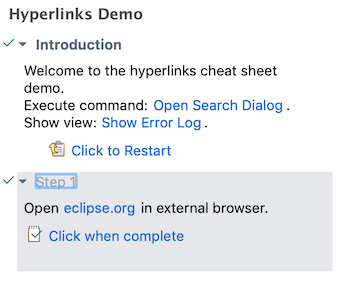 Hyperlinks Demo
Introduction
Welcome to the hyperlinks cheat sheet
demo.
Execute command: Open Search Dialog .
Show view: Show Error Log .
Click to Restart
Step 1
Open eclipse.org in external browser.
Click when complete